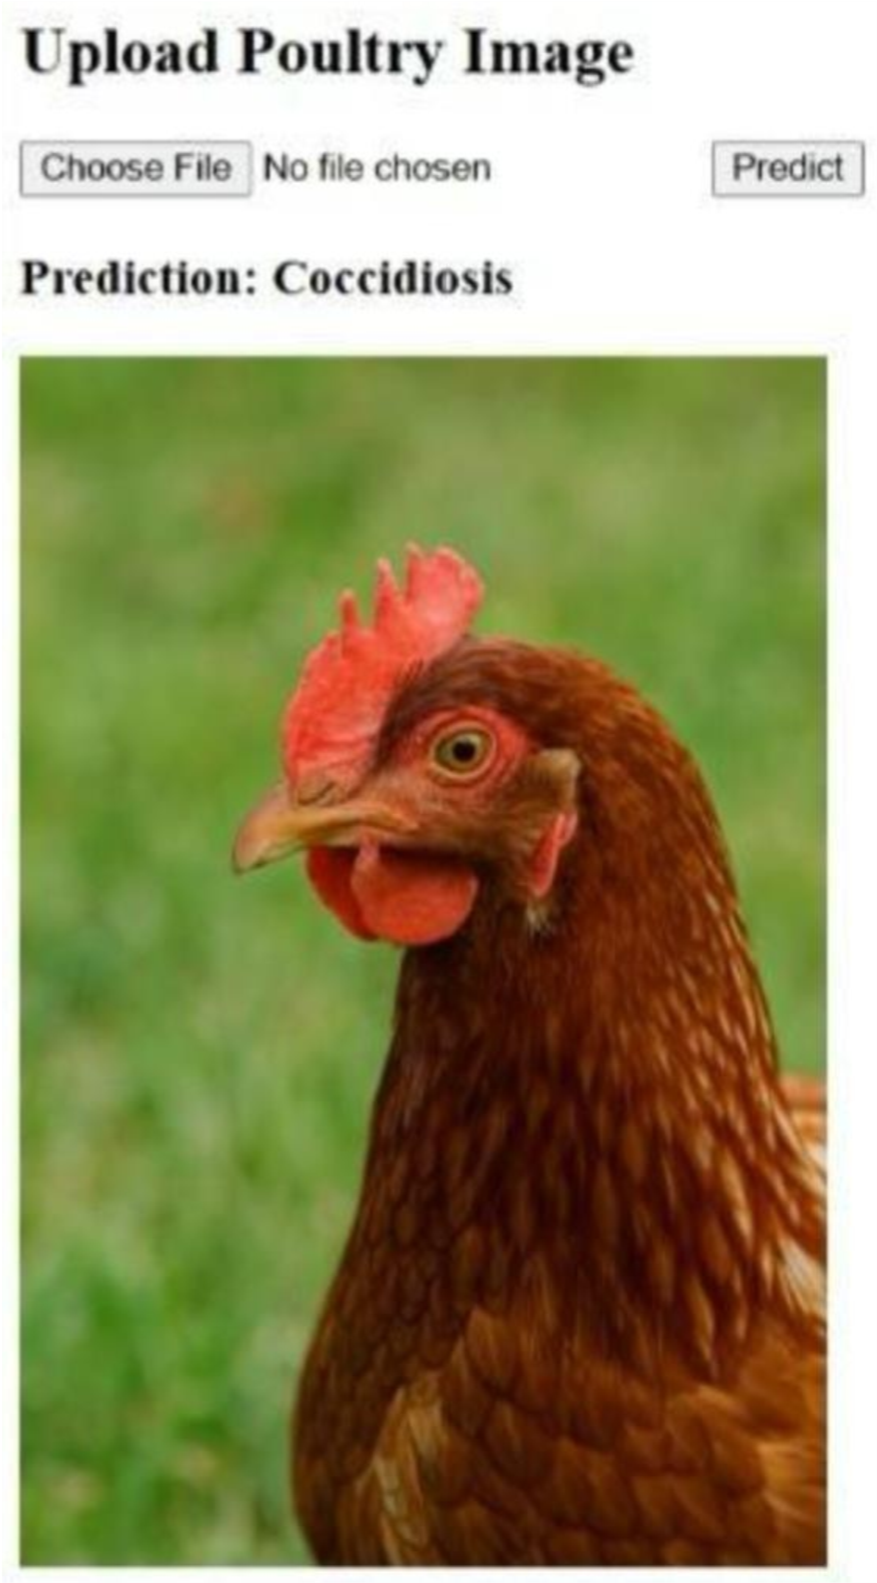 Upload Poultry Image
Choose File No file chosen Predict
Prediction: Coccidiosis